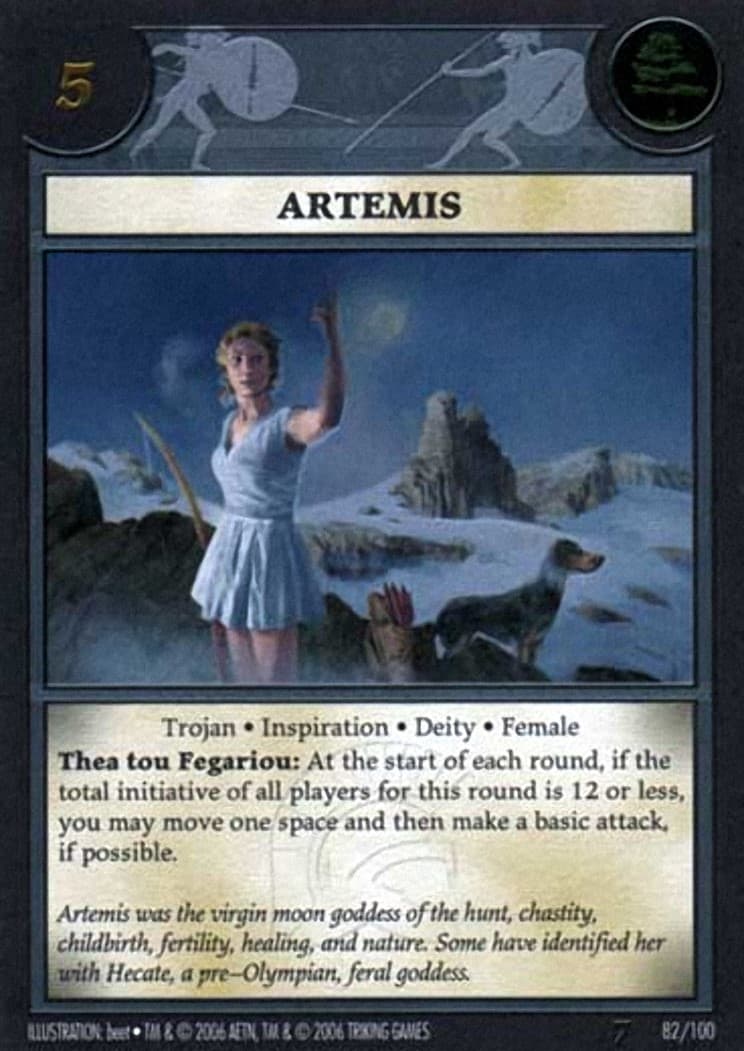 5
ARTEMIS
Trojan • Inspiration • Deity • Female
Thea tou Fegariou: At the start of each round, if the
total initiative of all players for this round is 12 or less,
you may move one space and then make a basic attack,
if possible.
Artemis was the virgin moon goddess of the hunt, chastity,
childbirth, fertility, healing, and nature. Some have identified her
with Hecate, a pre–Olympian, feral goddess.
ILLUSTRATION: beet • TM & © 2006 AETN, TM & © 2006 TRIKING GAMES
7 82/100